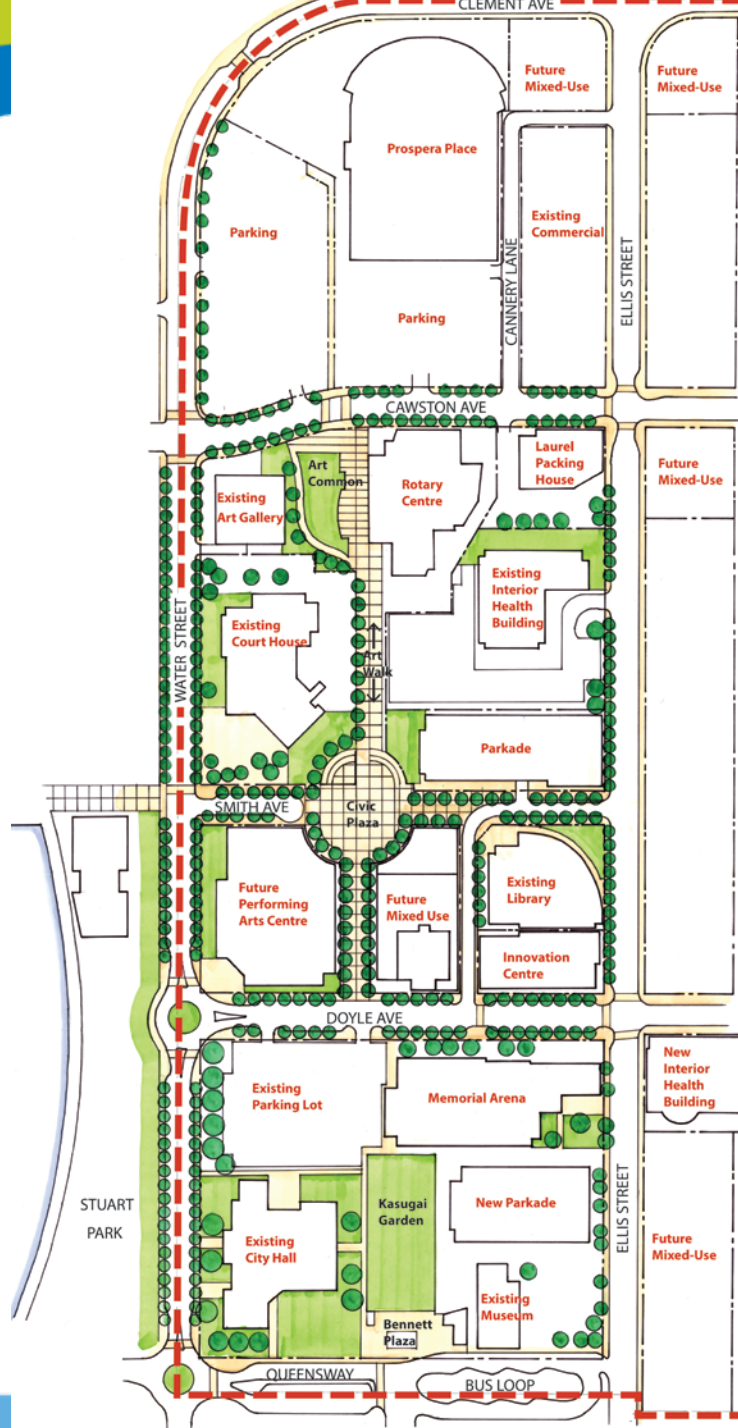 CLEMENT AVE
Future
Mixed-Use
Future
Mixed-Use
Prospera Place
Parking
Existing
Commercial
CANNERY LANE
ELLIS STREET
Parking
CAWSTON AVE
Art
Common
Existing
Art Gallery
Rotary
Centre
Laurel
Packing
House
Future
Mixed-Use
WATER STREET
Existing
Court House
Art
Walk
Existing
Interior
Health
Building
Parkade
SMITH AVE
Civic
Plaza
Future
Performing
Arts Centre
Future
Mixed Use
Existing
Library
Innovation
Centre
DOYLE AVE
Existing
Parking Lot
Memorial Arena
New
Interior
Health
Building
STUART
PARK
Existing
City Hall
Kasugai
Garden
New Parkade
ELLIS STREET
Future
Mixed-Use
Existing
Museum
Bennett
Plaza
QUEENSWAY
BUS LOOP